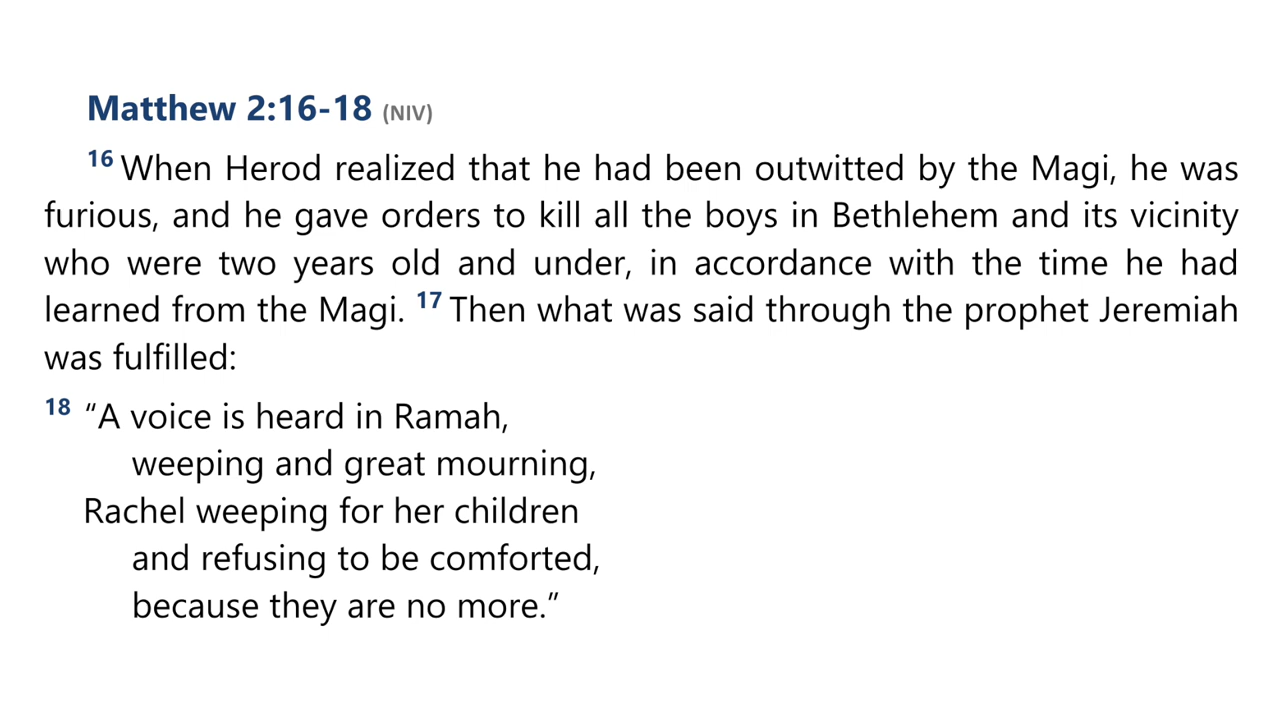 Matthew 2:16-18 (NIV)
16 When Herod realized that he had been outwitted by the Magi, he was
furious, and he gave orders to kill all the boys in Bethlehem and its vicinity
who were two years old and under, in accordance with the time he had
learned from the Magi. 17 Then what was said through the prophet Jeremiah
was fulfilled:
18 “A voice is heard in Ramah,
weeping and great mourning,
Rachel weeping for her children
and refusing to be comforted,
because they are no more.”